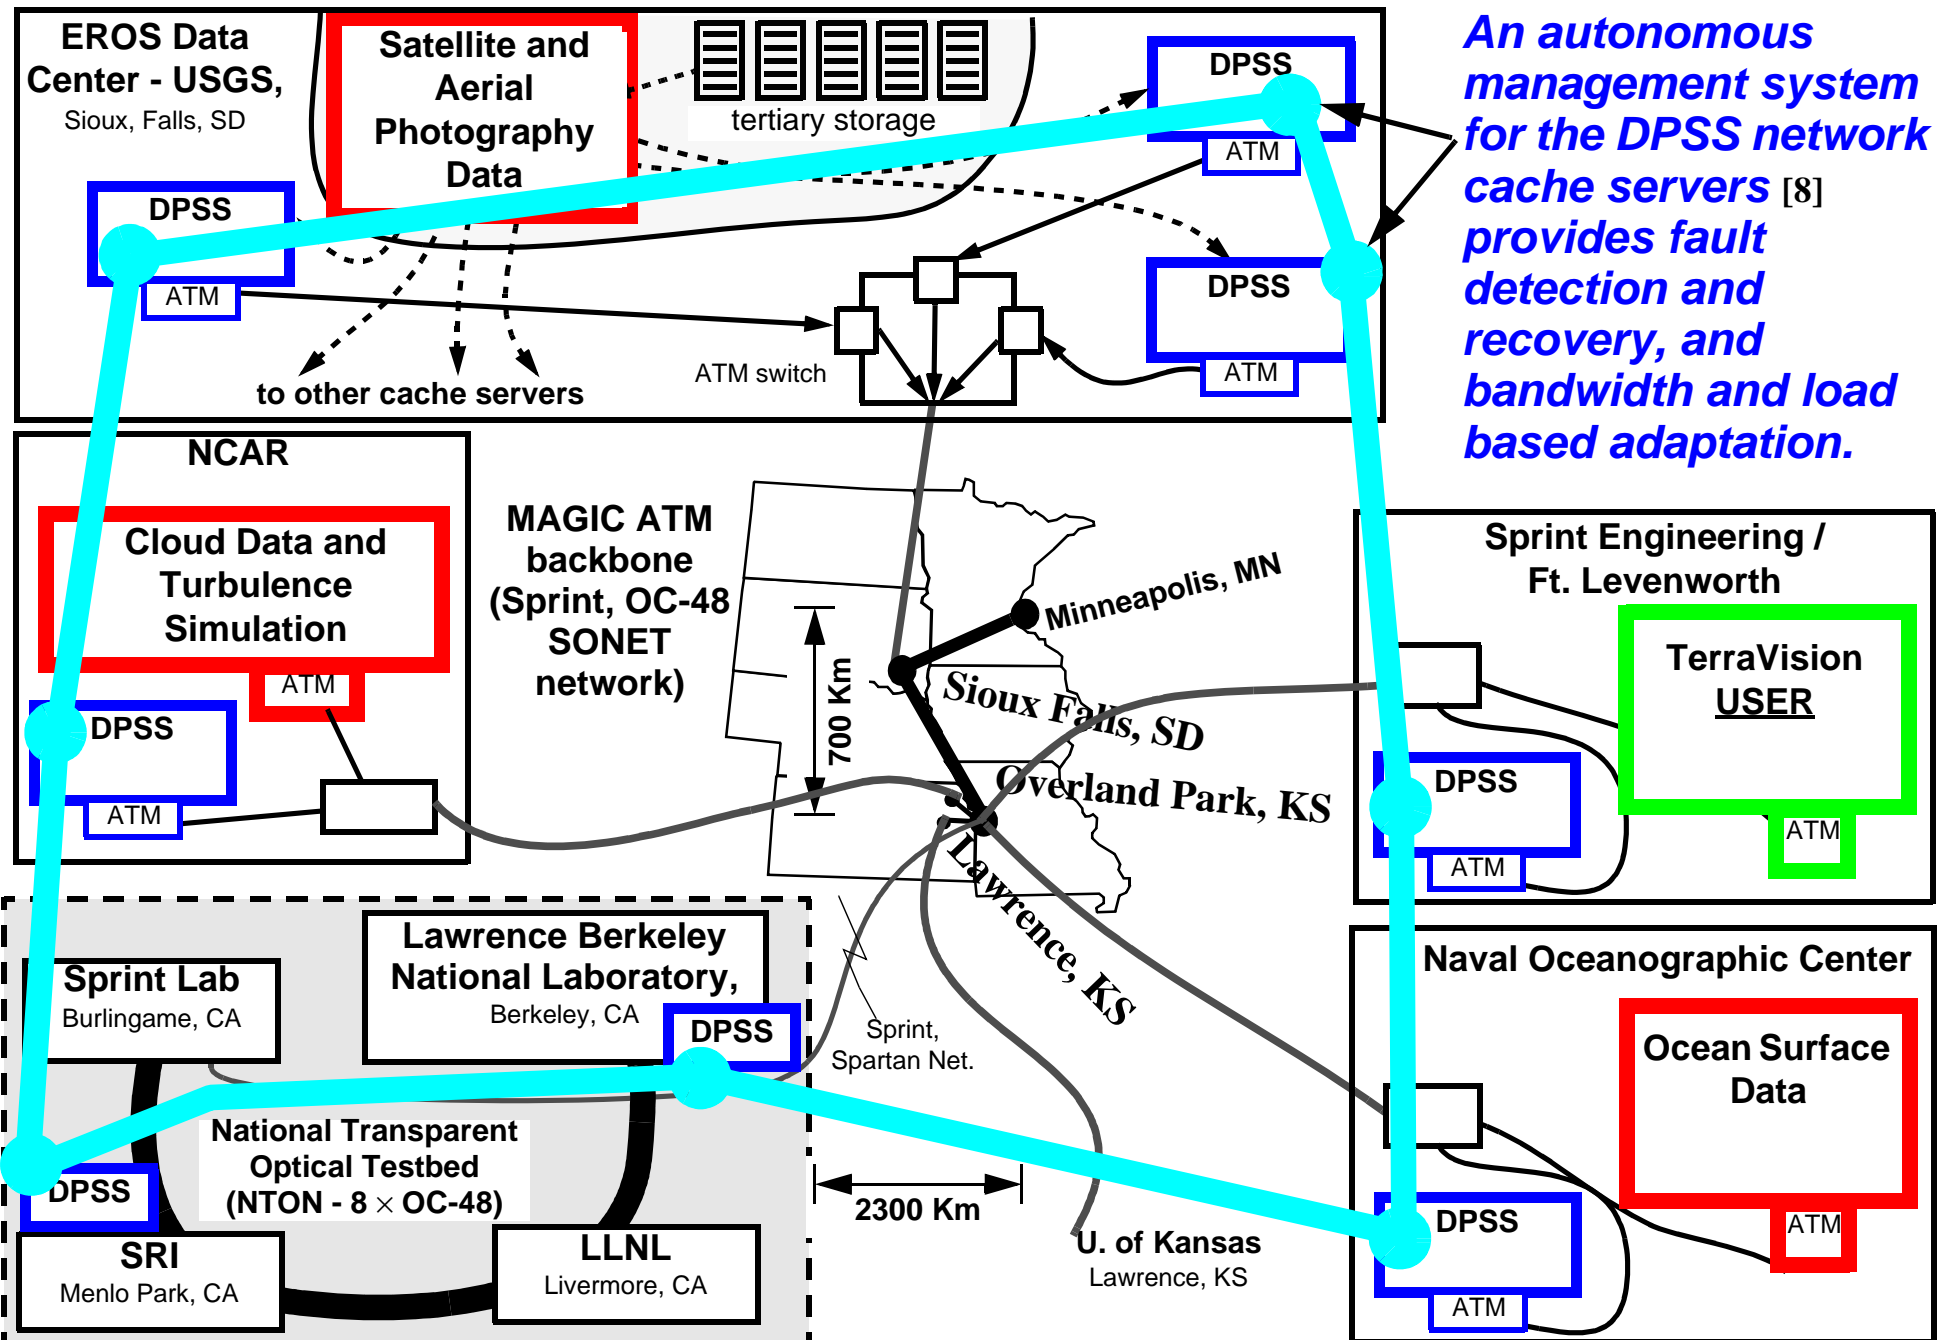 EROS Data
Center - USGS,
Sioux, Falls, SD
Satellite and
Aerial
Photography
Data
tertiary storage
DPSS
ATM
DPSS
ATM
DPSS
ATM
ATM switch
to other cache servers
An autonomous
management system
for the DPSS network
cache servers [8]
provides fault
detection and
recovery, and
bandwidth and load
based adaptation.
NCAR
Cloud Data and
Turbulence
Simulation
ATM
DPSS
ATM
MAGIC ATM
backbone
(Sprint, OC-48
SONET
network)
700 Km
Minneapolis, MN
Sioux Falls, SD
Overland Park, KS
Lawrence, KS
Sprint Engineering /
Ft. Levenworth
TerraVision
USER
ATM
DPSS
ATM
Sprint Lab
Burlingame, CA
Lawrence Berkeley
National Laboratory,
Berkeley, CA
DPSS
National Transparent
Optical Testbed
(NTON - 8 × OC-48)
DPSS
SRI
Menlo Park, CA
LLNL
Livermore, CA
Sprint,
Spartan Net.
2300 Km
U. of Kansas
Lawrence, KS
Naval Oceanographic Center
Ocean Surface
Data
ATM
DPSS
ATM